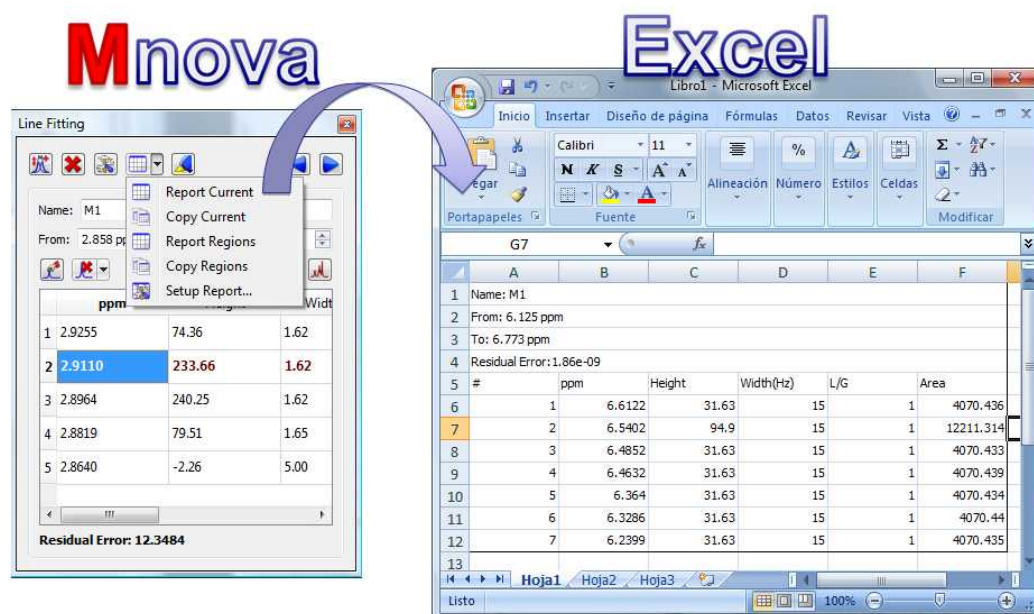 Mnova
Excel
Line Fitting
Report Current
Copy Current
Report Regions
Copy Regions
Setup Report...
Name: M1
From: 2.858
ppm Widt
1 2.9255 74.36 1.62
2 2.9110 233.66 1.62
3 2.8964 240.25 1.62
4 2.8819 79.51 1.65
5 2.8640 -2.26 5.00
Residual Error: 12.3484
Libro1 - Microsoft Excel
Inicio Insertar Diseño de página Fórmulas Datos Revisar Vista
Calibri 11
N K S A A
Alineación Número Estilos Celdas
Portapapeles Fuente Modificar
G7 fx
A B C D E F
1 Name: M1
2 From: 6.125 ppm
3 To: 6.773 ppm
4 Residual Error:1.86e-09
5 # ppm Height Width(Hz) L/G Area
6 1 6.6122 31.63 15 1 4070.436
7 2 6.5402 94.9 15 1 12211.314
8 3 6.4852 31.63 15 1 4070.433
9 4 6.4632 31.63 15 1 4070.439
10 5 6.364 31.63 15 1 4070.434
11 6 6.3286 31.63 15 1 4070.44
12 7 6.2399 31.63 15 1 4070.435
13
Hoja1 Hoja2 Hoja3
Listo 100%